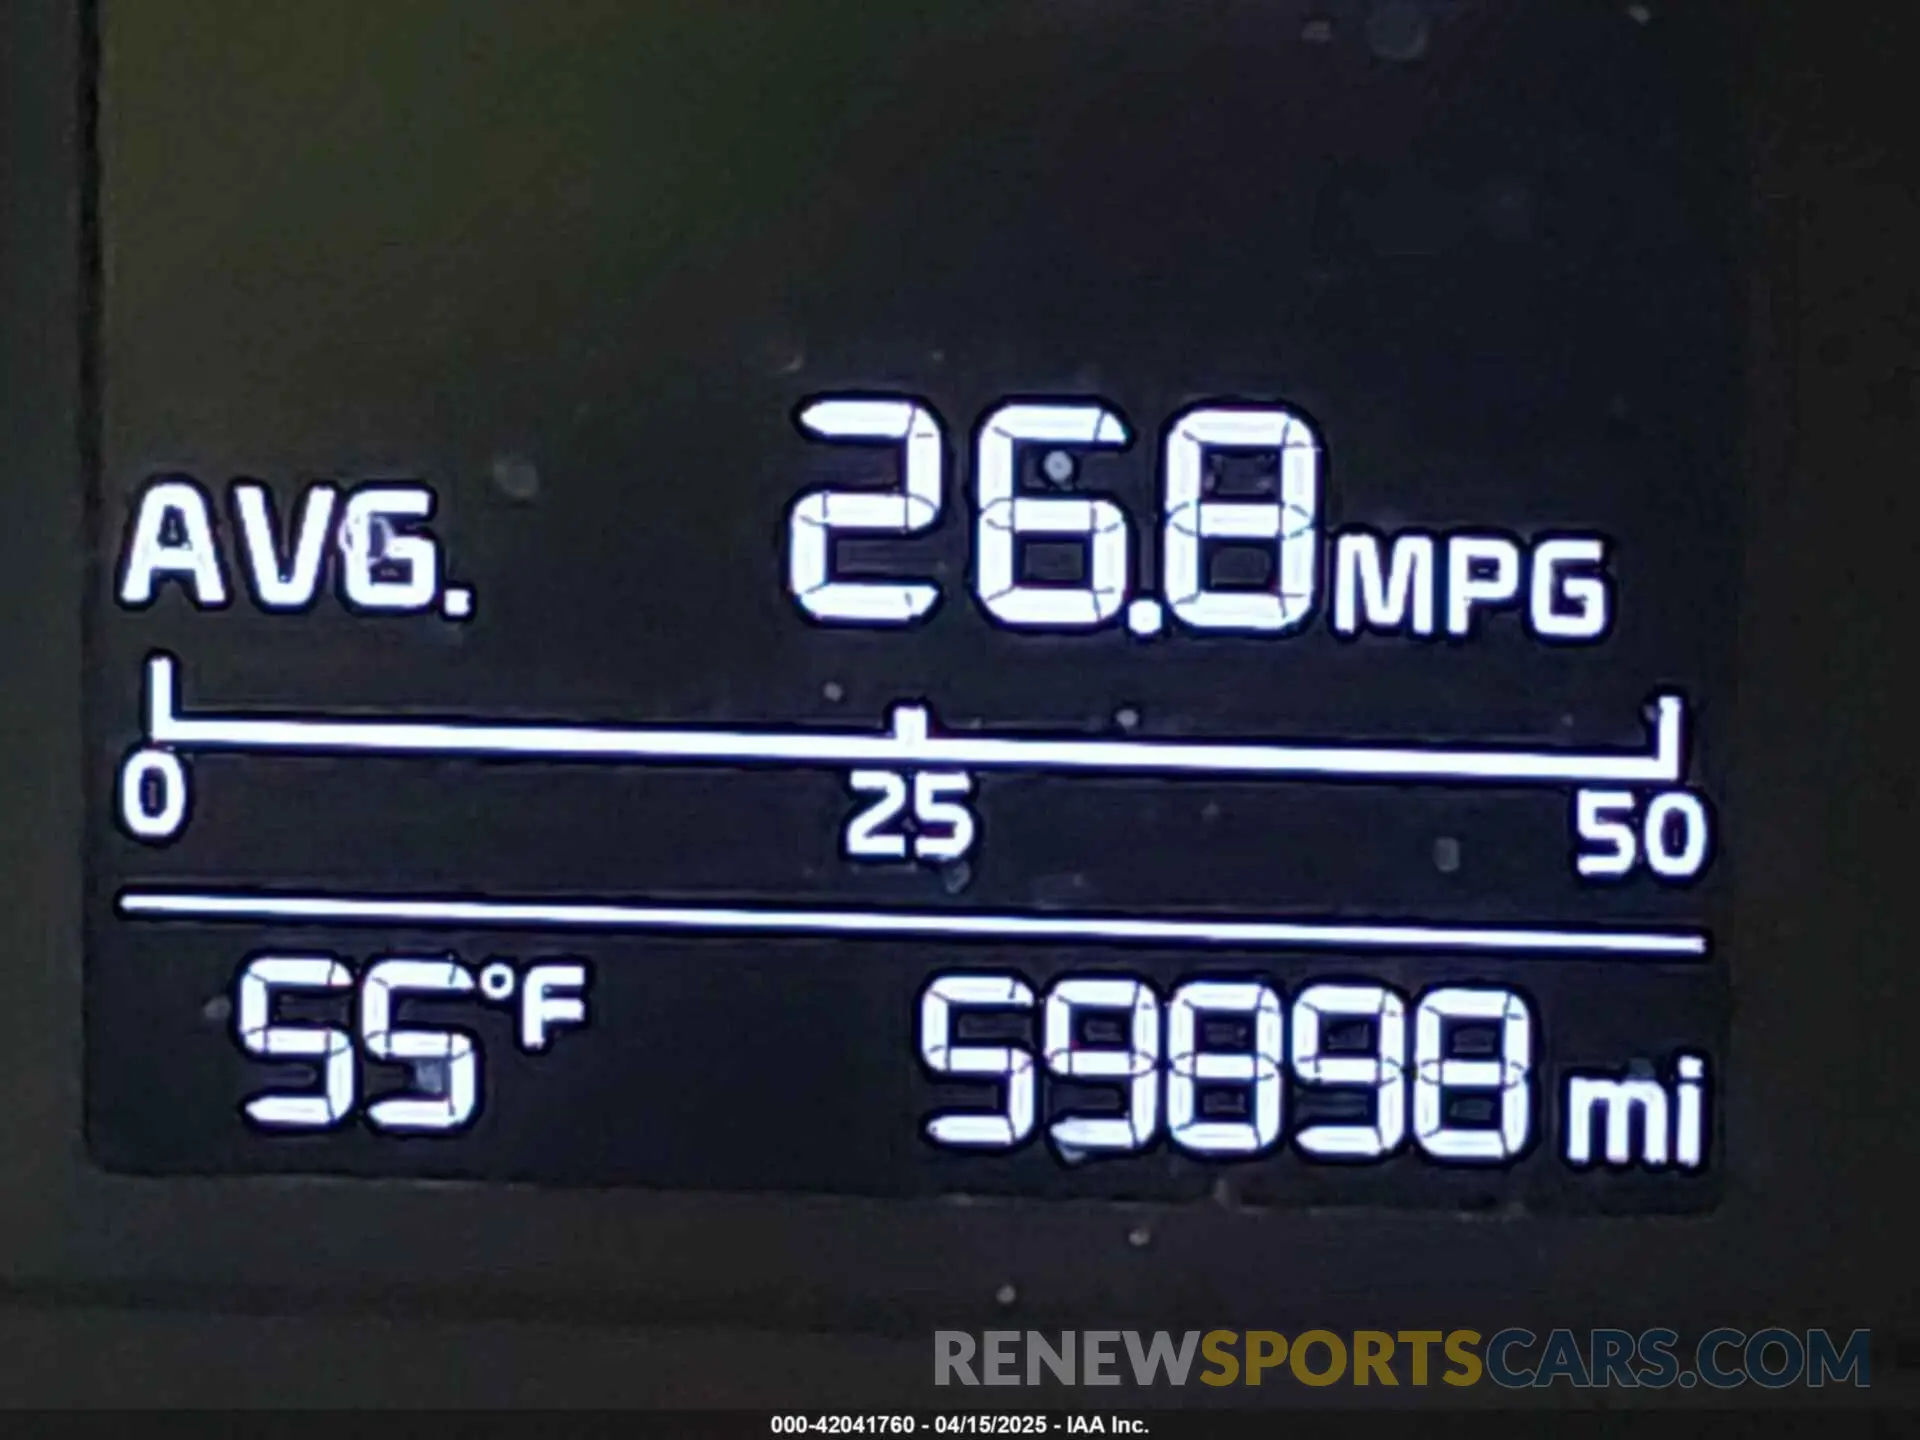 AVG. 26.8 MPG
0 25 50
55°F 59898 mi
RENEWSPORTSCARS.COM
000-42041760 - 04/15/2025 - IAA Inc.